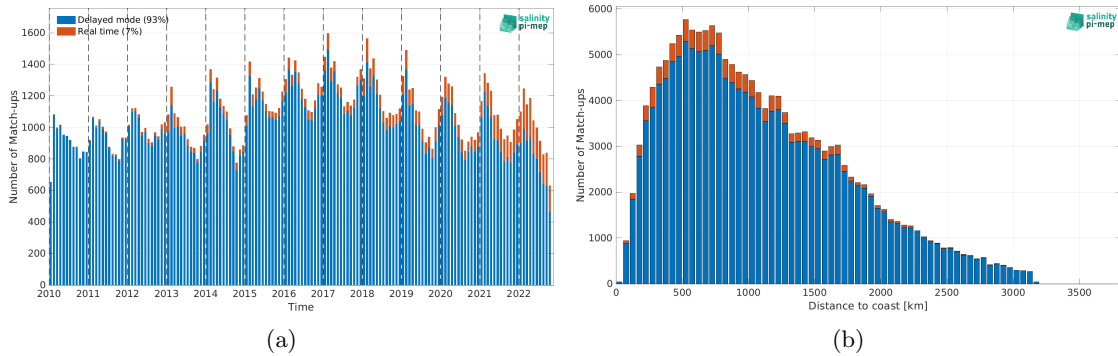 Delayed mode (93%)
Real time (7%)
salinity
pi-mep
Number of Match-ups
1600
1400
1200
1000
800
600
400
200
0
2010 2011 2012 2013 2014 2015 2016 2017 2018 2019 2020 2021 2022
Time
(a)
salinity
pi-mep
Number of Match-ups
6000
5000
4000
3000
2000
1000
0
0 500 1000 1500 2000 2500 3000 3500
Distance to coast [km]
(b)